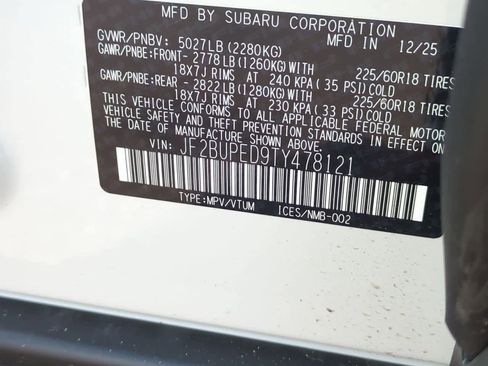 MFD BY SUBARU CORPORATION
MFD IN 12/25
GVWR/PNBV: 5027LB(2280KG)
GAWR/PNBE:FRONT- 2778LB(1260KG)WITH 225/60R18 TIRES
18X7J RIMS AT 240 KPA(35 PSI)COLD
GAWR/PNBE:REAR - 2822LB(1280KG)WITH 225/60R18 TIRES
18X7J RIMS AT 230 KPA(33 PSI)COLD
THIS VEHICLE CONFORMS TO ALL APPLICABLE FEDERAL MOTOR
VEHICLE SAFETY, BUMPER, AND THEFT PREVENTION STANDARDS IN EFFECT
ON THE DATE OF MANUFACTURE SHOWN ABOVE.
VIN: JF2BUPED9TY478121
TYPE:MPV/VTUM ICES/NMB-002